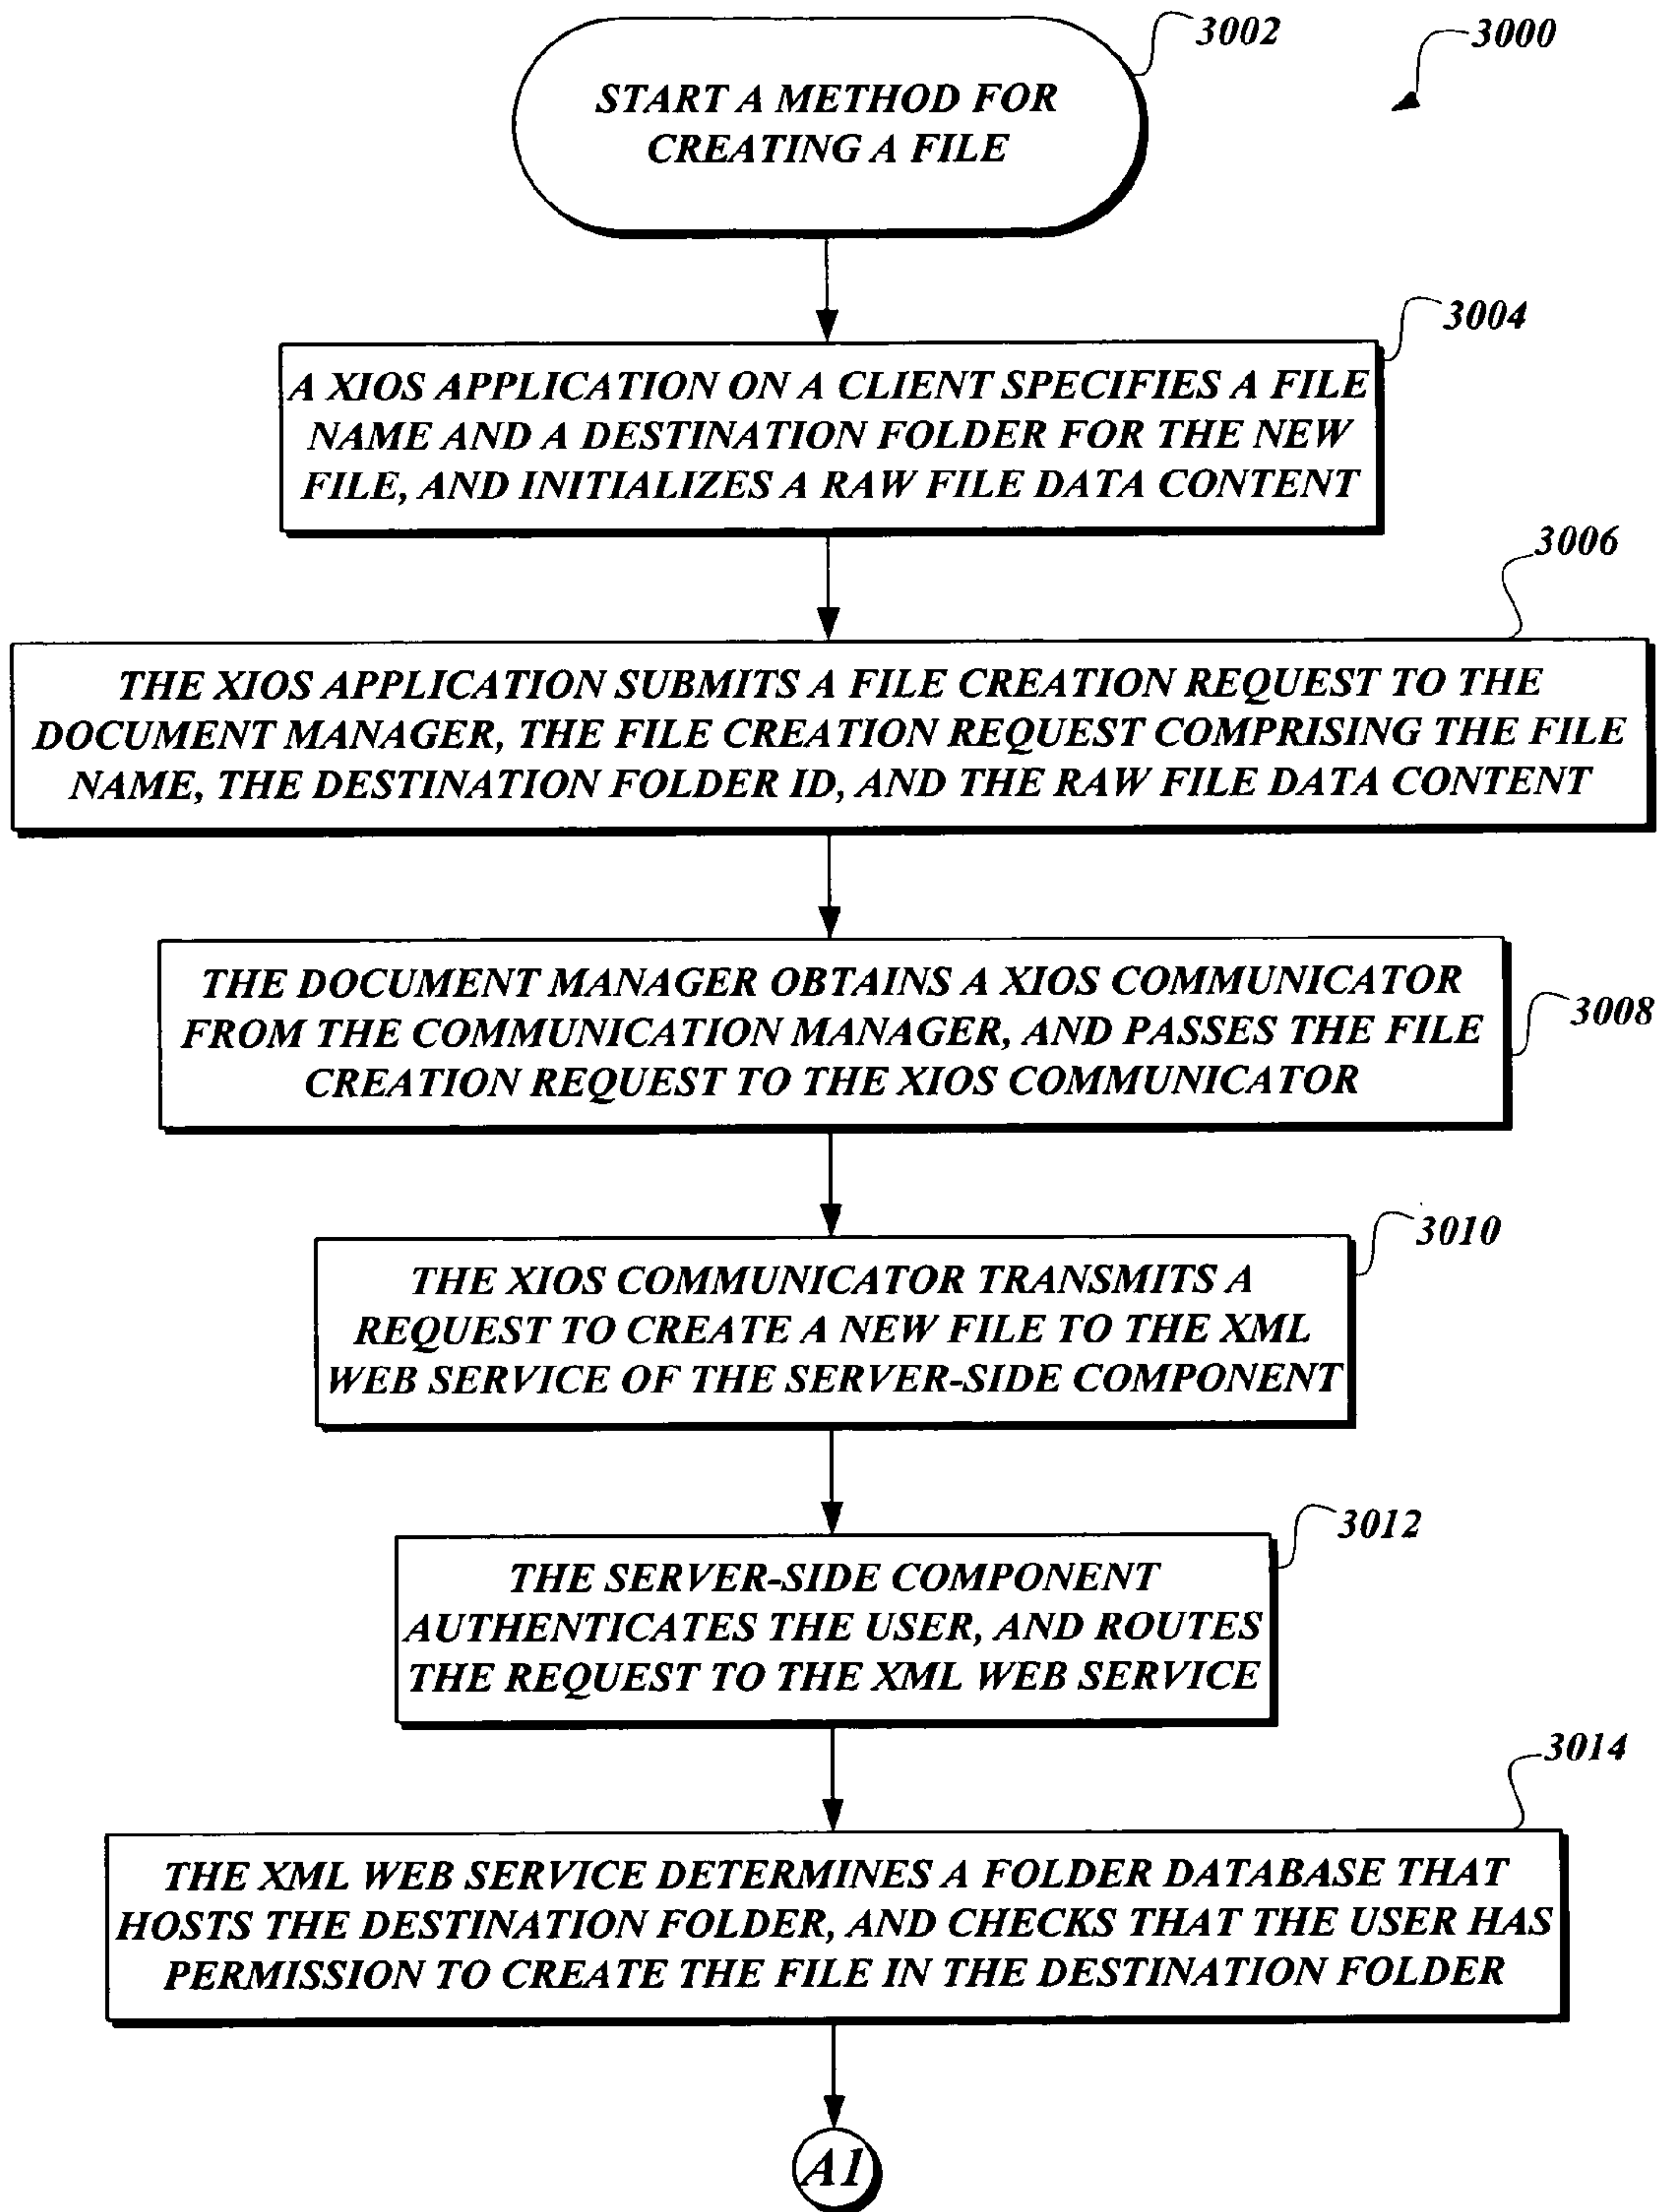 3002
3000
START A METHOD FOR
CREATING A FILE
3004
A XIOS APPLICATION ON A CLIENT SPECIFIES A FILE
NAME AND A DESTINATION FOLDER FOR THE NEW
FILE, AND INITIALIZES A RAW FILE DATA CONTENT
3006
THE XIOS APPLICATION SUBMITS A FILE CREATION REQUEST TO THE
DOCUMENT MANAGER, THE FILE CREATION REQUEST COMPRISING THE FILE
NAME, THE DESTINATION FOLDER ID, AND THE RAW FILE DATA CONTENT
3008
THE DOCUMENT MANAGER OBTAINS A XIOS COMMUNICATOR
FROM THE COMMUNICATION MANAGER, AND PASSES THE FILE
CREATION REQUEST TO THE XIOS COMMUNICATOR
3010
THE XIOS COMMUNICATOR TRANSMITS A
REQUEST TO CREATE A NEW FILE TO THE XML
WEB SERVICE OF THE SERVER-SIDE COMPONENT
3012
THE SERVER-SIDE COMPONENT
AUTHENTICATES THE USER, AND ROUTES
THE REQUEST TO THE XML WEB SERVICE
3014
THE XML WEB SERVICE DETERMINES A FOLDER DATABASE THAT
HOSTS THE DESTINATION FOLDER, AND CHECKS THAT THE USER HAS
PERMISSION TO CREATE THE FILE IN THE DESTINATION FOLDER
A1